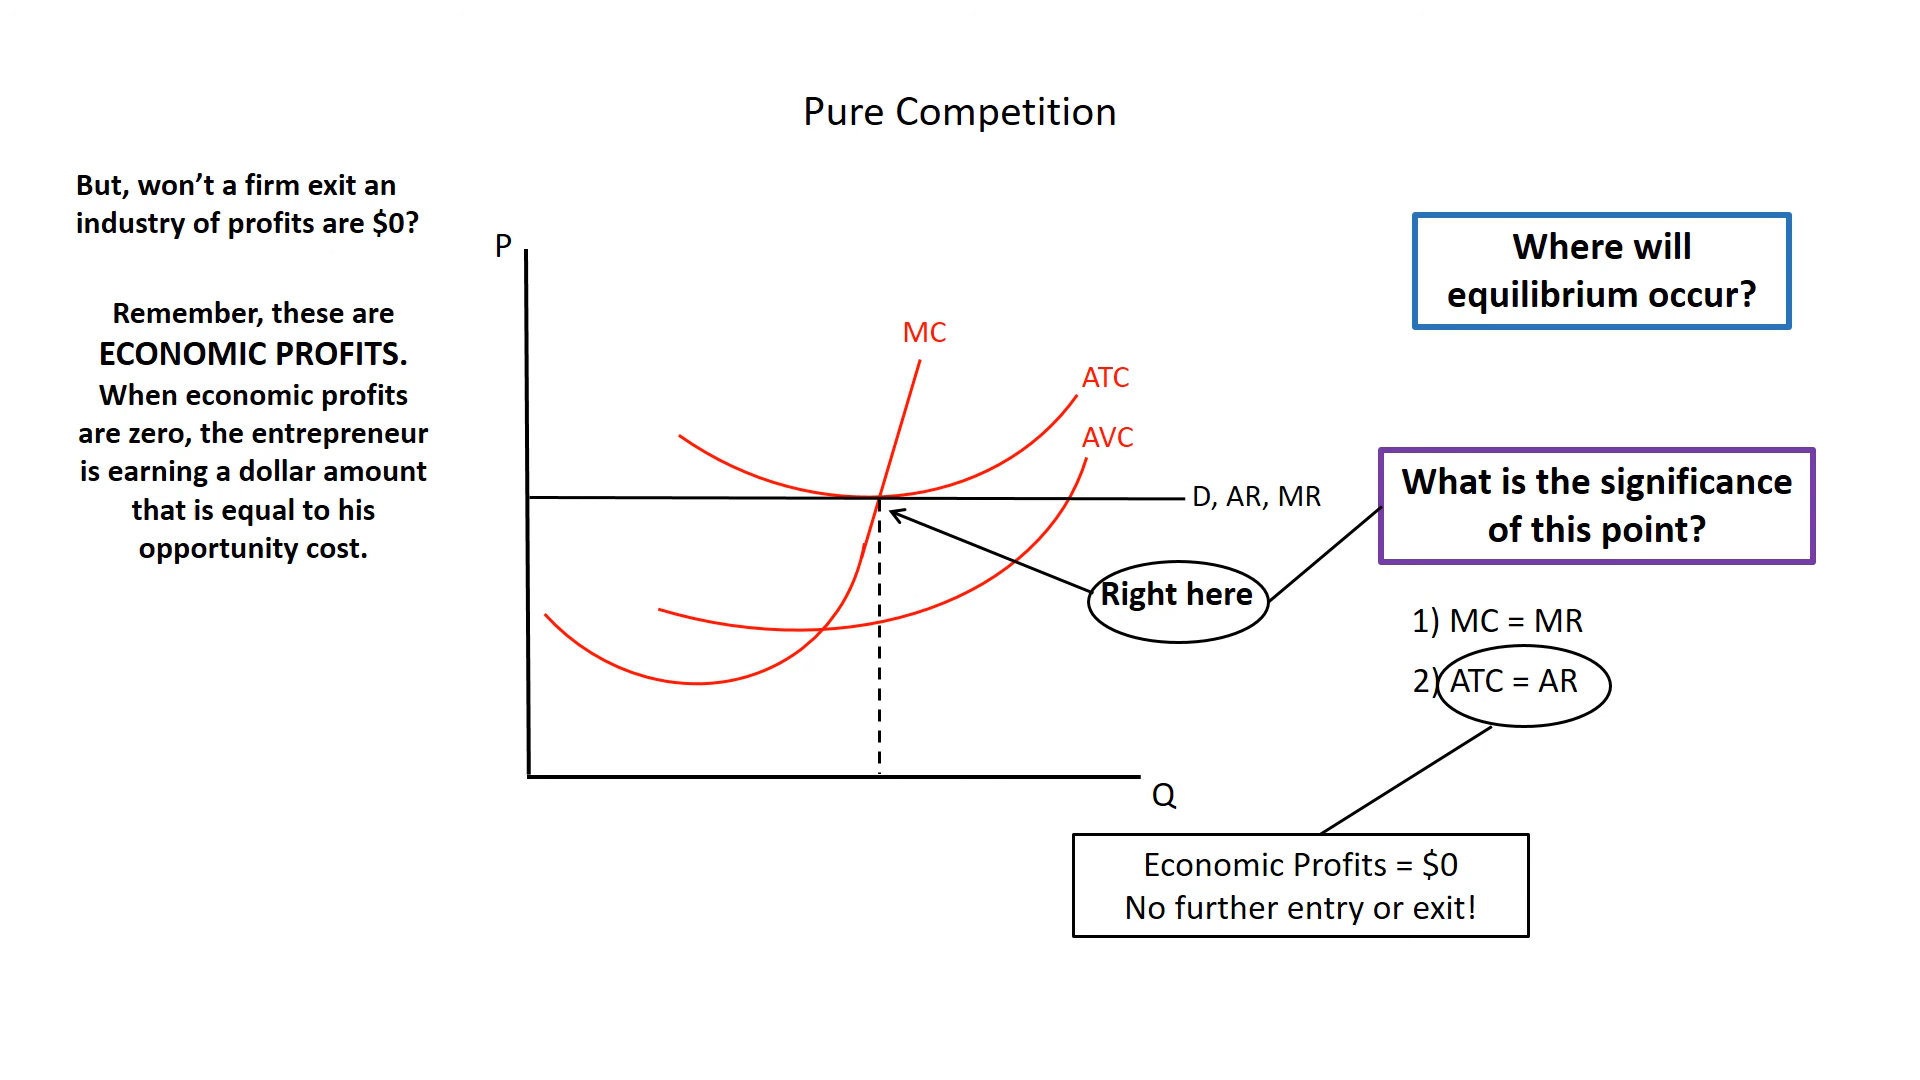 Pure Competition
But, won’t a firm exit an
industry of profits are $0?
Remember, these are
ECONOMIC PROFITS.
When economic profits
are zero, the entrepreneur
is earning a dollar amount
that is equal to his
opportunity cost.
P
MC
ATC
AVC
D, AR, MR
Right here
Q
Where will
equilibrium occur?
What is the significance
of this point?
1) MC = MR
2) ATC = AR
Economic Profits = $0
No further entry or exit!